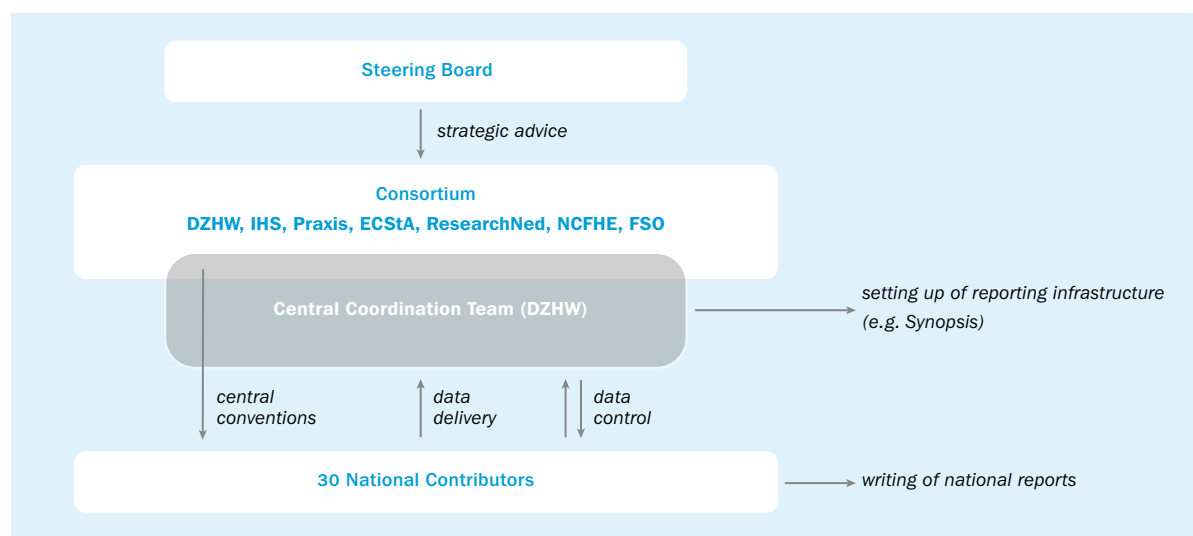 Steering Board
strategic advice
Consortium
DZHW, IHS, Praxis, ECStA, ResearchNed, NCFHE, FSO
Central Coordination Team (DZHW)
setting up of reporting infrastructure
(e.g. Synopsis)
central
conventions
data
delivery
data
control
30 National Contributors
writing of national reports